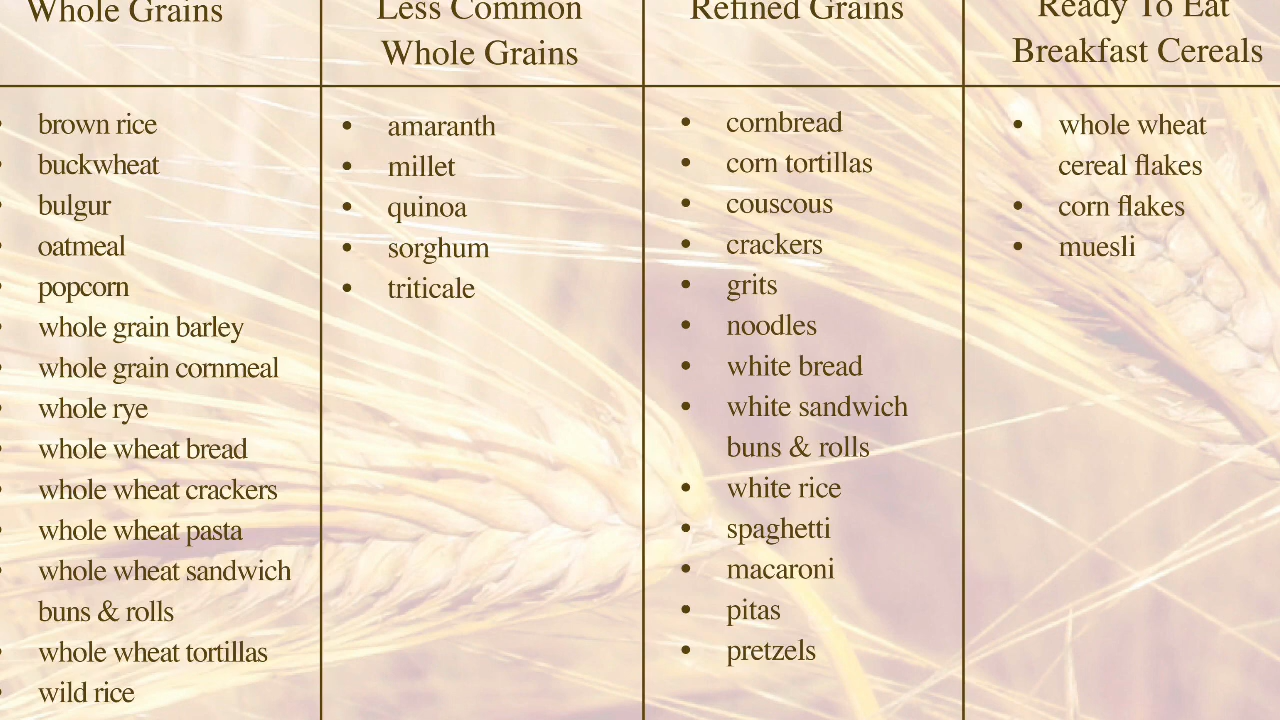 Whole Grains
brown rice
buckwheat
bulgur
oatmeal
popcorn
whole grain barley
whole grain cornmeal
whole rye
whole wheat bread
whole wheat crackers
whole wheat pasta
whole wheat sandwich
buns & rolls
whole wheat tortillas
wild rice
Less Common
Whole Grains
• amaranth
• millet
• quinoa
• sorghum
• triticale
Refined Grains
• cornbread
• corn tortillas
• couscous
• crackers
• grits
• noodles
• white bread
• white sandwich
buns & rolls
• white rice
• spaghetti
• macaroni
• pitas
• pretzels
Ready To Eat
Breakfast Cereals
• whole wheat
cereal flakes
• corn flakes
• muesli